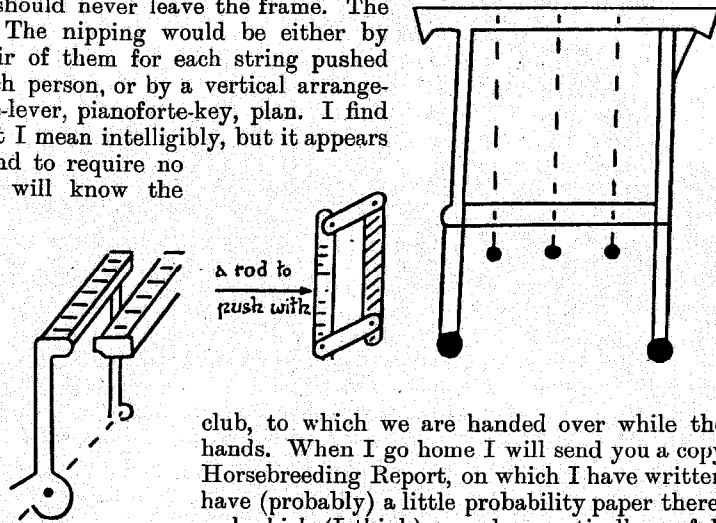 should never leave the frame. The
The nipping would be either by
ir of them for each string pushed
ch person, or by a vertical arrange-
-lever, pianoforte-key, plan. I find
I mean intelligibly, but it appears
nd to require no
will know the
a rod to
push with
club, to which we are handed over while the
hands. When I go home I will send you a copy
Horsebreeding Report, on which I have written
have (probably) a little probability paper there